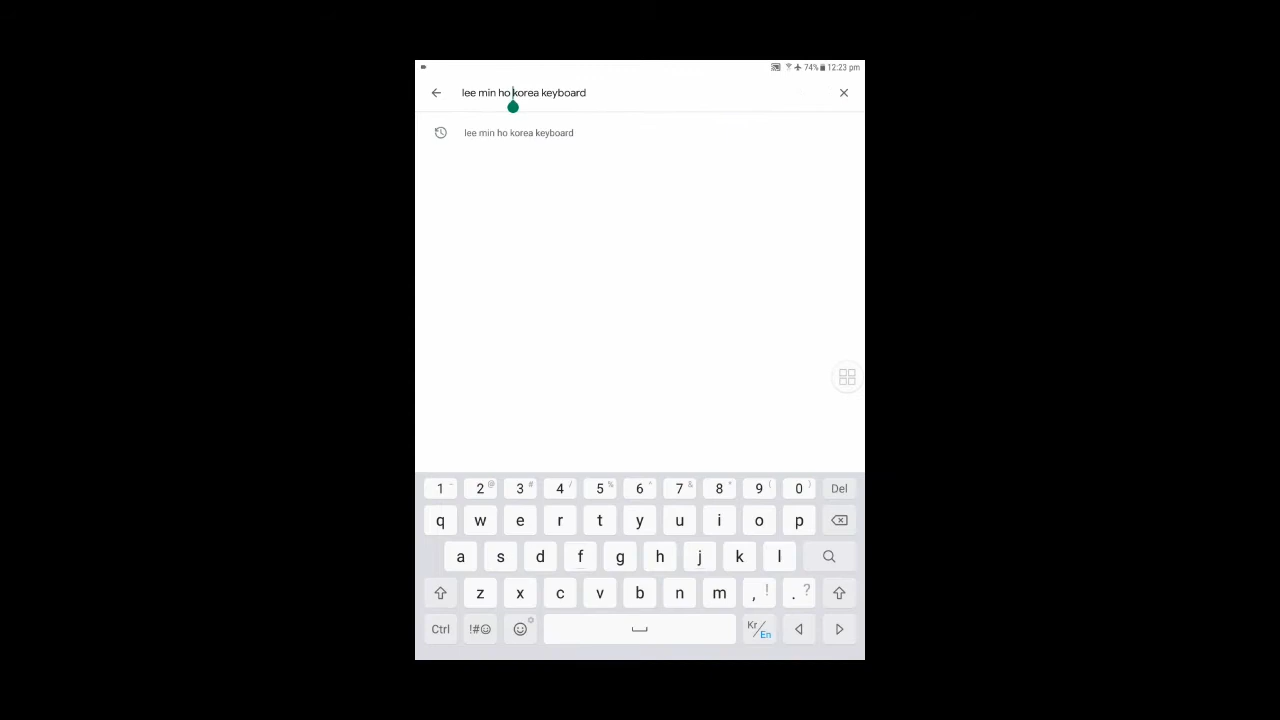 74% 12:23 pm
lee min ho korea keyboard
lee min ho korea keyboard
1 - 2 @ 3 # 4 / 5 % 6 ^ 7 & 8 * 9 ( 0 ) Del
q w e r t y u i o p
a s d f g h j k l
z x c v b n m , ! . ?
Ctrl !#☺ Kr/En